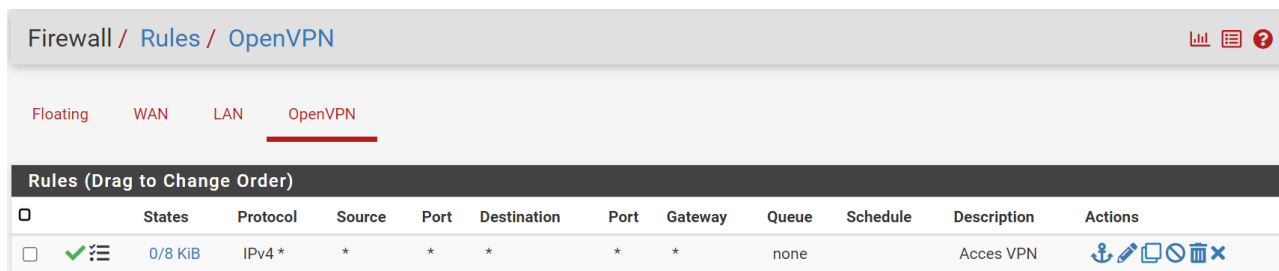 Firewall / Rules / OpenVPN
Floating WAN LAN OpenVPN
Rules (Drag to Change Order)
States Protocol Source Port Destination Port Gateway Queue Schedule Description Actions
0/8 KiB IPv4 * * * * * * none Acces VPN